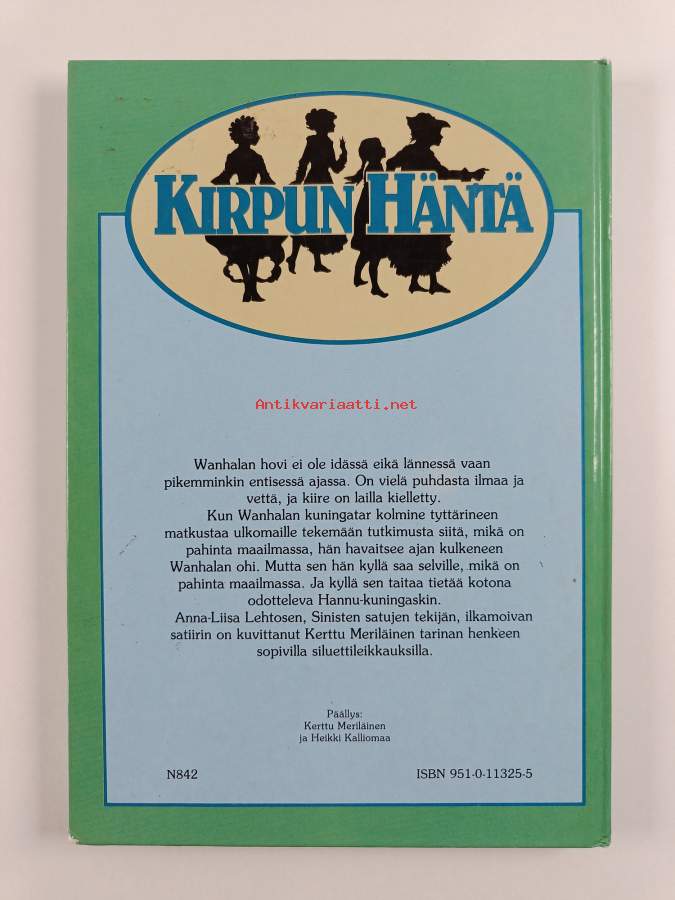 KIRPUN HÄNTÄ
Antikvariaatti.net
Wanhalan hovi ei ole idässä eikä lännessä vaan
pikemminkin entisessä ajassa. On vielä puhdasta ilmaa ja
vettä, ja kiire on lailla kielletty.
Kun Wanhalan kuningatar kolmine tyttärineen
matkustaa ulkomaille tekemään tutkimusta siitä, mikä on
pahinta maailmassa, hän havaitsee ajan kulkeneen
Wanhalan ohi. Mutta sen hän kyllä saa selville, mikä on
pahinta maailmassa. Ja kyllä sen taitaa tietää kotona
odotteleva Hannu-kuningaskin.
Anna-Liisa Lehtosen, Sinisten satujen tekijän, ilkamoivan
satiirin on kuvittanut Kerttu Meriläinen tarinan henkeen
sopivilla siluettileikkauksilla.
Päällys:
Kerttu Meriläinen
ja Heikki Kalliomaa
N842 ISBN 951-0-11325-5